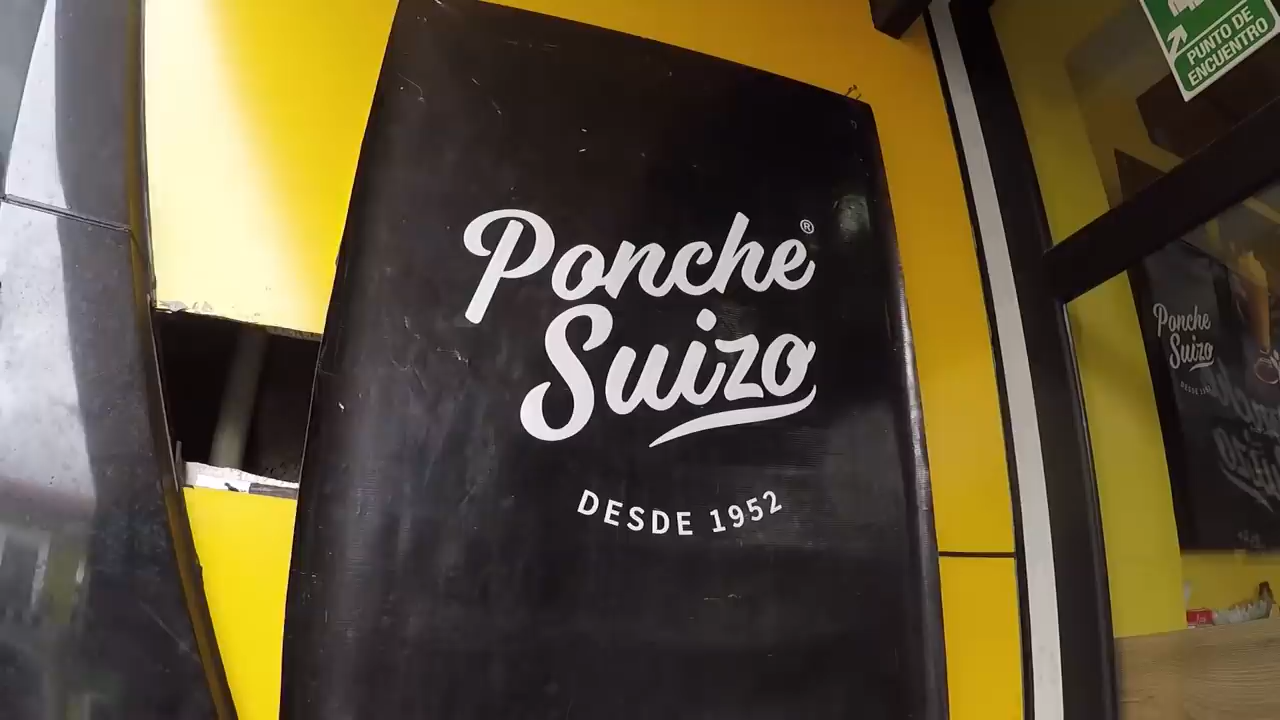 Ponche®
Suizo
DESDE 1952
PUNTO DE
ENCUENTRO
Ponche
Suizo